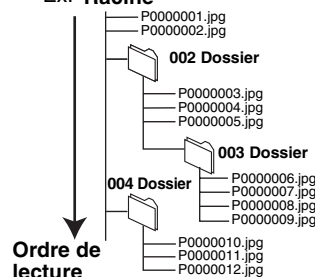 Ex: Racine
P0000001.jpg
P0000002.jpg
002 Dossier
P0000003.jpg
P0000004.jpg
P0000005.jpg
003 Dossier
P0000006.jpg
P0000007.jpg
P0000008.jpg
P0000009.jpg
004 Dossier
P0000010.jpg
P0000011.jpg
P0000012.jpg
Ordre de
lecture